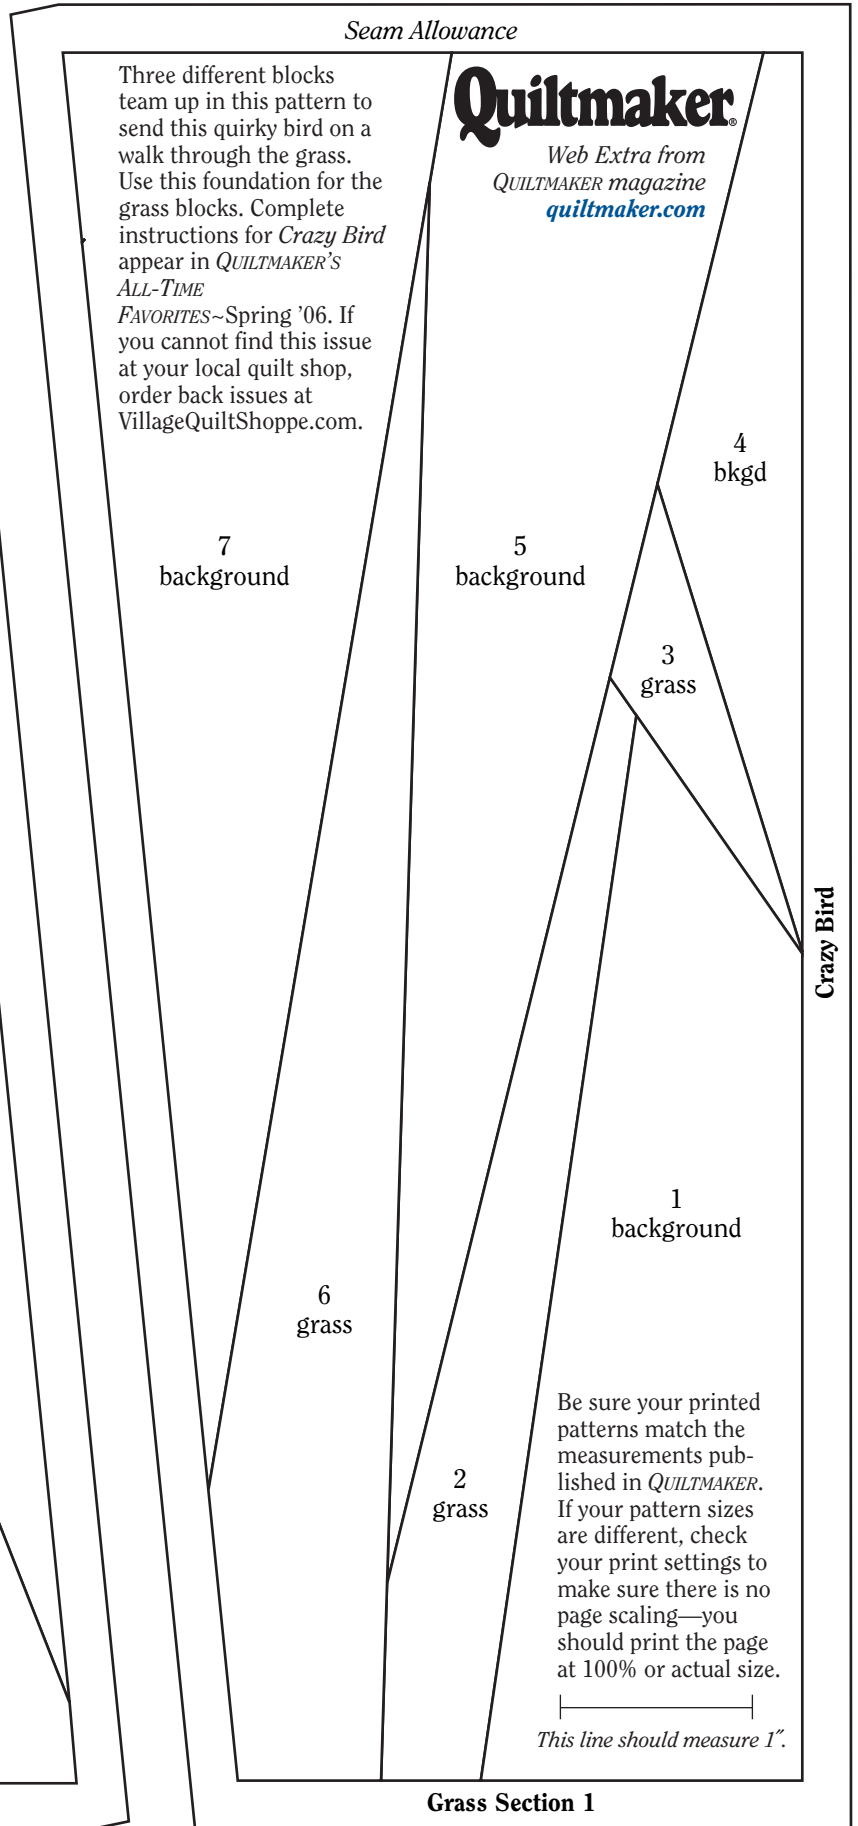 Seam Allowance
Three different blocks
team up in this pattern to
send this quirky bird on a
walk through the grass.
Use this foundation for the
grass blocks. Complete
instructions for Crazy Bird
appear in QUILTMAKER’S
ALL-TIME
FAVORITES~Spring ’06. If
you cannot find this issue
at your local quilt shop,
order back issues at
VillageQuiltShoppe.com.
Quiltmaker®
Web Extra from
QUILTMAKER magazine
quiltmaker.com
4
bkgd
7
background
5
background
3
grass
Crazy Bird
1
background
6
grass
2
grass
Be sure your printed
patterns match the
measurements pub-
lished in QUILTMAKER.
If your pattern sizes
are different, check
your print settings to
make sure there is no
page scaling—you
should print the page
at 100% or actual size.
This line should measure 1″.
Grass Section 1